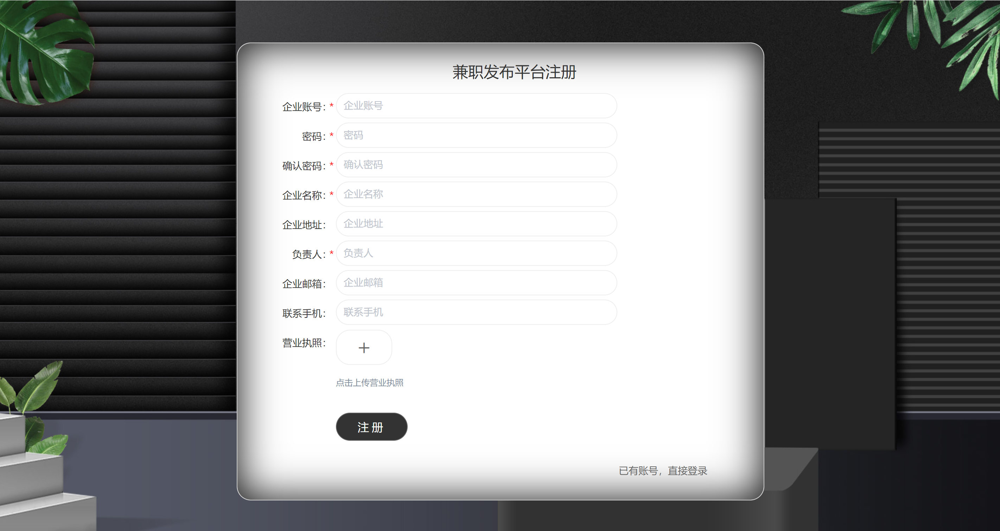 兼职发布平台注册
企业账号：* 企业账号
密码：* 密码
确认密码：* 确认密码
企业名称：* 企业名称
企业地址： 企业地址
负责人：* 负责人
企业邮箱： 企业邮箱
联系手机： 联系手机
营业执照： +
点击上传营业执照
注册
已有账号，直接登录